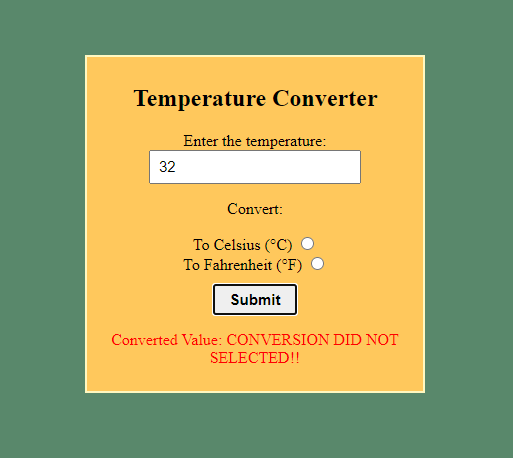 Temperature Converter
Enter the temperature:
32
Convert:
To Celsius (°C)
To Fahrenheit (°F)
Submit
Converted Value: CONVERSION DID NOT
SELECTED!!